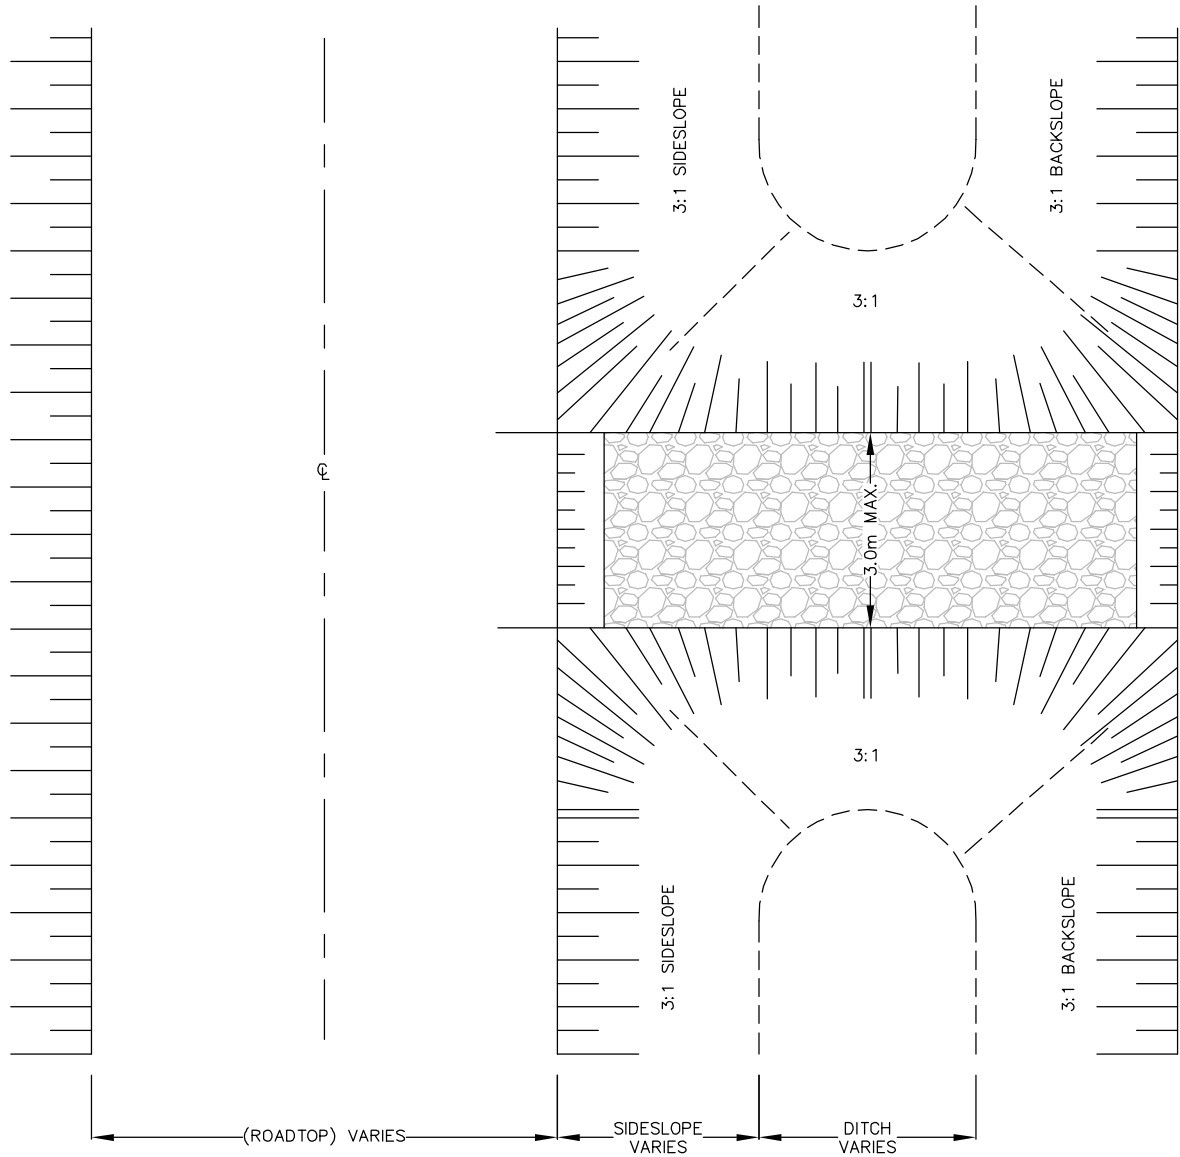 3:1 SIDESLOPE
3:1 BACKSLOPE
3:1
℄
3.0m MAX.
3:1
3:1 SIDESLOPE
3:1 BACKSLOPE
(ROADTOP) VARIES
SIDESLOPE
VARIES
DITCH
VARIES